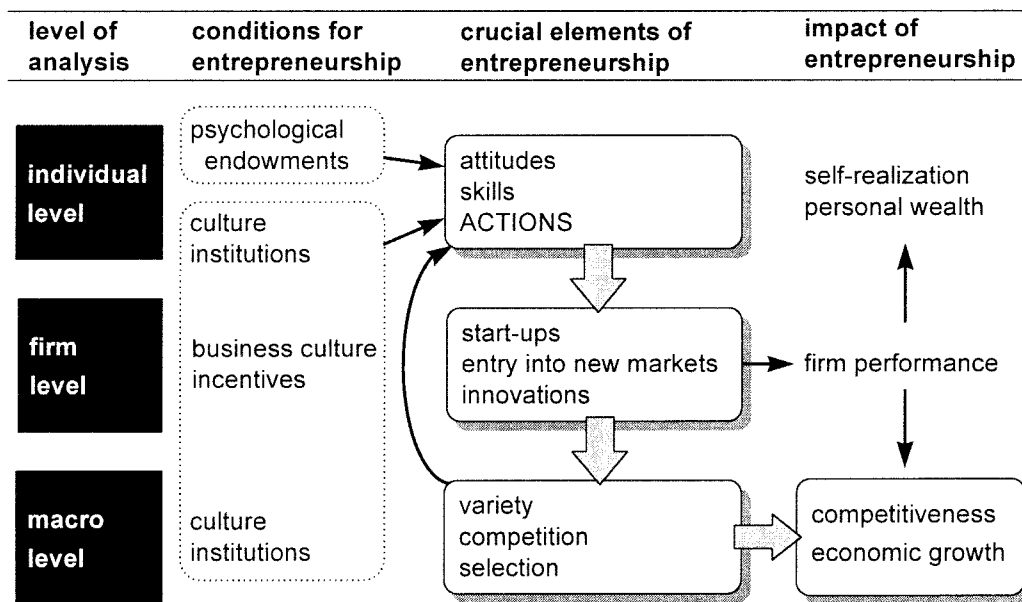 level of
analysis
conditions for
entrepreneurship
crucial elements of
entrepreneurship
impact of
entrepreneurship
individual
level
psychological
endowments
culture
institutions
attitudes
skills
ACTIONS
self-realization
personal wealth
firm
level
business culture
incentives
start-ups
entry into new markets
innovations
firm performance
macro
level
culture
institutions
variety
competition
selection
competitiveness
economic growth